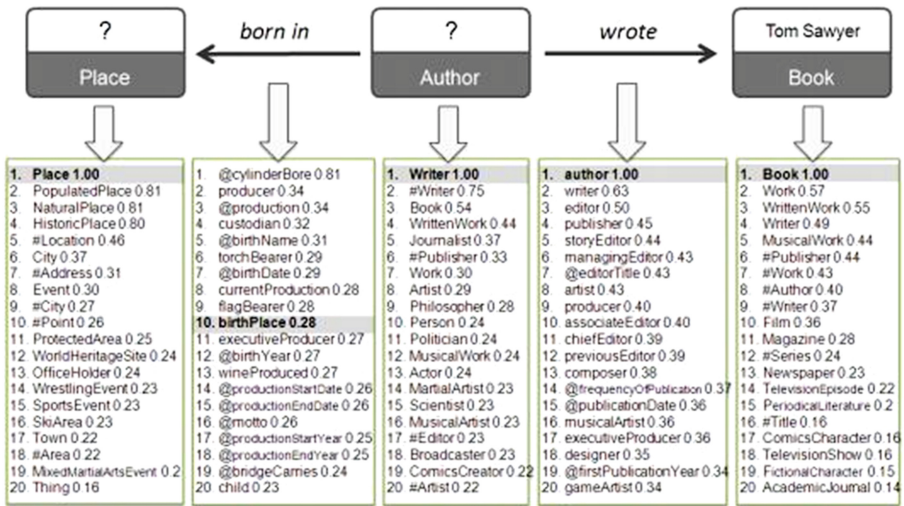 ? born in ? wrote Tom Sawyer
Place Author Book
1. Place 1.00
2. PopulatedPlace 0.81
3. NaturalPlace 0.81
4. HistoricPlace 0.80
5. #Location 0.46
6. City 0.37
7. #Address 0.31
8. Event 0.30
9. #City 0.27
10. #Point 0.26
11. ProtectedArea 0.25
12. WorldHeritageSite 0.24
13. OfficeHolder 0.24
14. WrestlingEvent 0.23
15. SportsEvent 0.23
16. SkiArea 0.23
17. Town 0.22
18. #Area 0.22
19. MixedMartialArtsEvent 0.2
20. Thing 0.16
1. @cylinderBore 0.81
2. producer 0.34
3. @production 0.34
4. custodian 0.32
5. @birthName 0.31
6. torchBearer 0.29
7. @birthDate 0.29
8. currentProduction 0.28
9. flagBearer 0.28
10. birthPlace 0.28
11. executiveProducer 0.27
12. @birthYear 0.27
13. wineProduced 0.27
14. @productionStartDate 0.26
15. @productionEndDate 0.26
16. @motto 0.26
17. @productionStartYear 0.25
18. @productionEndYear 0.25
19. @bridgeCarries 0.24
20. child 0.23
1. Writer 1.00
2. #Writer 0.75
3. Book 0.54
4. WrittenWork 0.44
5. Journalist 0.37
6. #Publisher 0.33
7. Work 0.30
8. Artist 0.29
9. Philosopher 0.28
10. Person 0.24
11. Politician 0.24
12. MusicalWork 0.24
13. Actor 0.24
14. MartialArtist 0.23
15. Scientist 0.23
16. MusicalArtist 0.23
17. #Editor 0.23
18. Broadcaster 0.23
19. ComicsCreator 0.22
20. #Artist 0.22
1. author 1.00
2. writer 0.63
3. editor 0.50
4. publisher 0.45
5. storyEditor 0.44
6. managingEditor 0.43
7. @editorTitle 0.43
8. artist 0.43
9. producer 0.40
10. associateEditor 0.40
11. chiefEditor 0.39
12. previousEditor 0.39
13. composer 0.38
14. @frequencyOfPublication 0.37
15. @publicationDate 0.36
16. musicalArtist 0.36
17. executiveProducer 0.36
18. designer 0.35
19. @firstPublicationYear 0.34
20. gameArtist 0.34
1. Book 1.00
2. Work 0.57
3. WrittenWork 0.55
4. Writer 0.49
5. MusicalWork 0.44
6. #Publisher 0.44
7. #Work 0.43
8. #Author 0.40
9. #Writer 0.37
10. Film 0.36
11. Magazine 0.28
12. #Series 0.24
13. Newspaper 0.23
14. TelevisionEpisode 0.22
15. PeriodicalLiterature 0.2
16. #Title 0.16
17. ComicsCharacter 0.16
18. TelevisionShow 0.16
19. FictionalCharacter 0.15
20. AcademicJournal 0.14